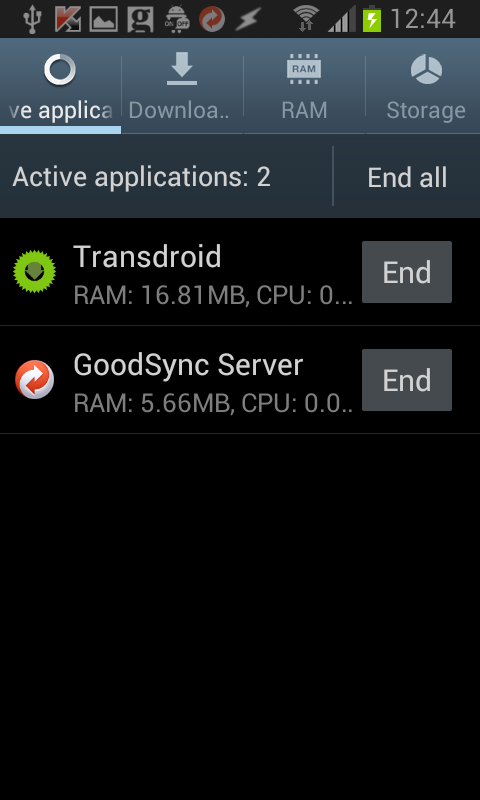 12:44
ve applica
Downloa..
RAM
RAM
Storage
Active applications: 2
End all
Transdroid
RAM: 16.81MB, CPU: 0...
End
GoodSync Server
RAM: 5.66MB, CPU: 0.0..
End